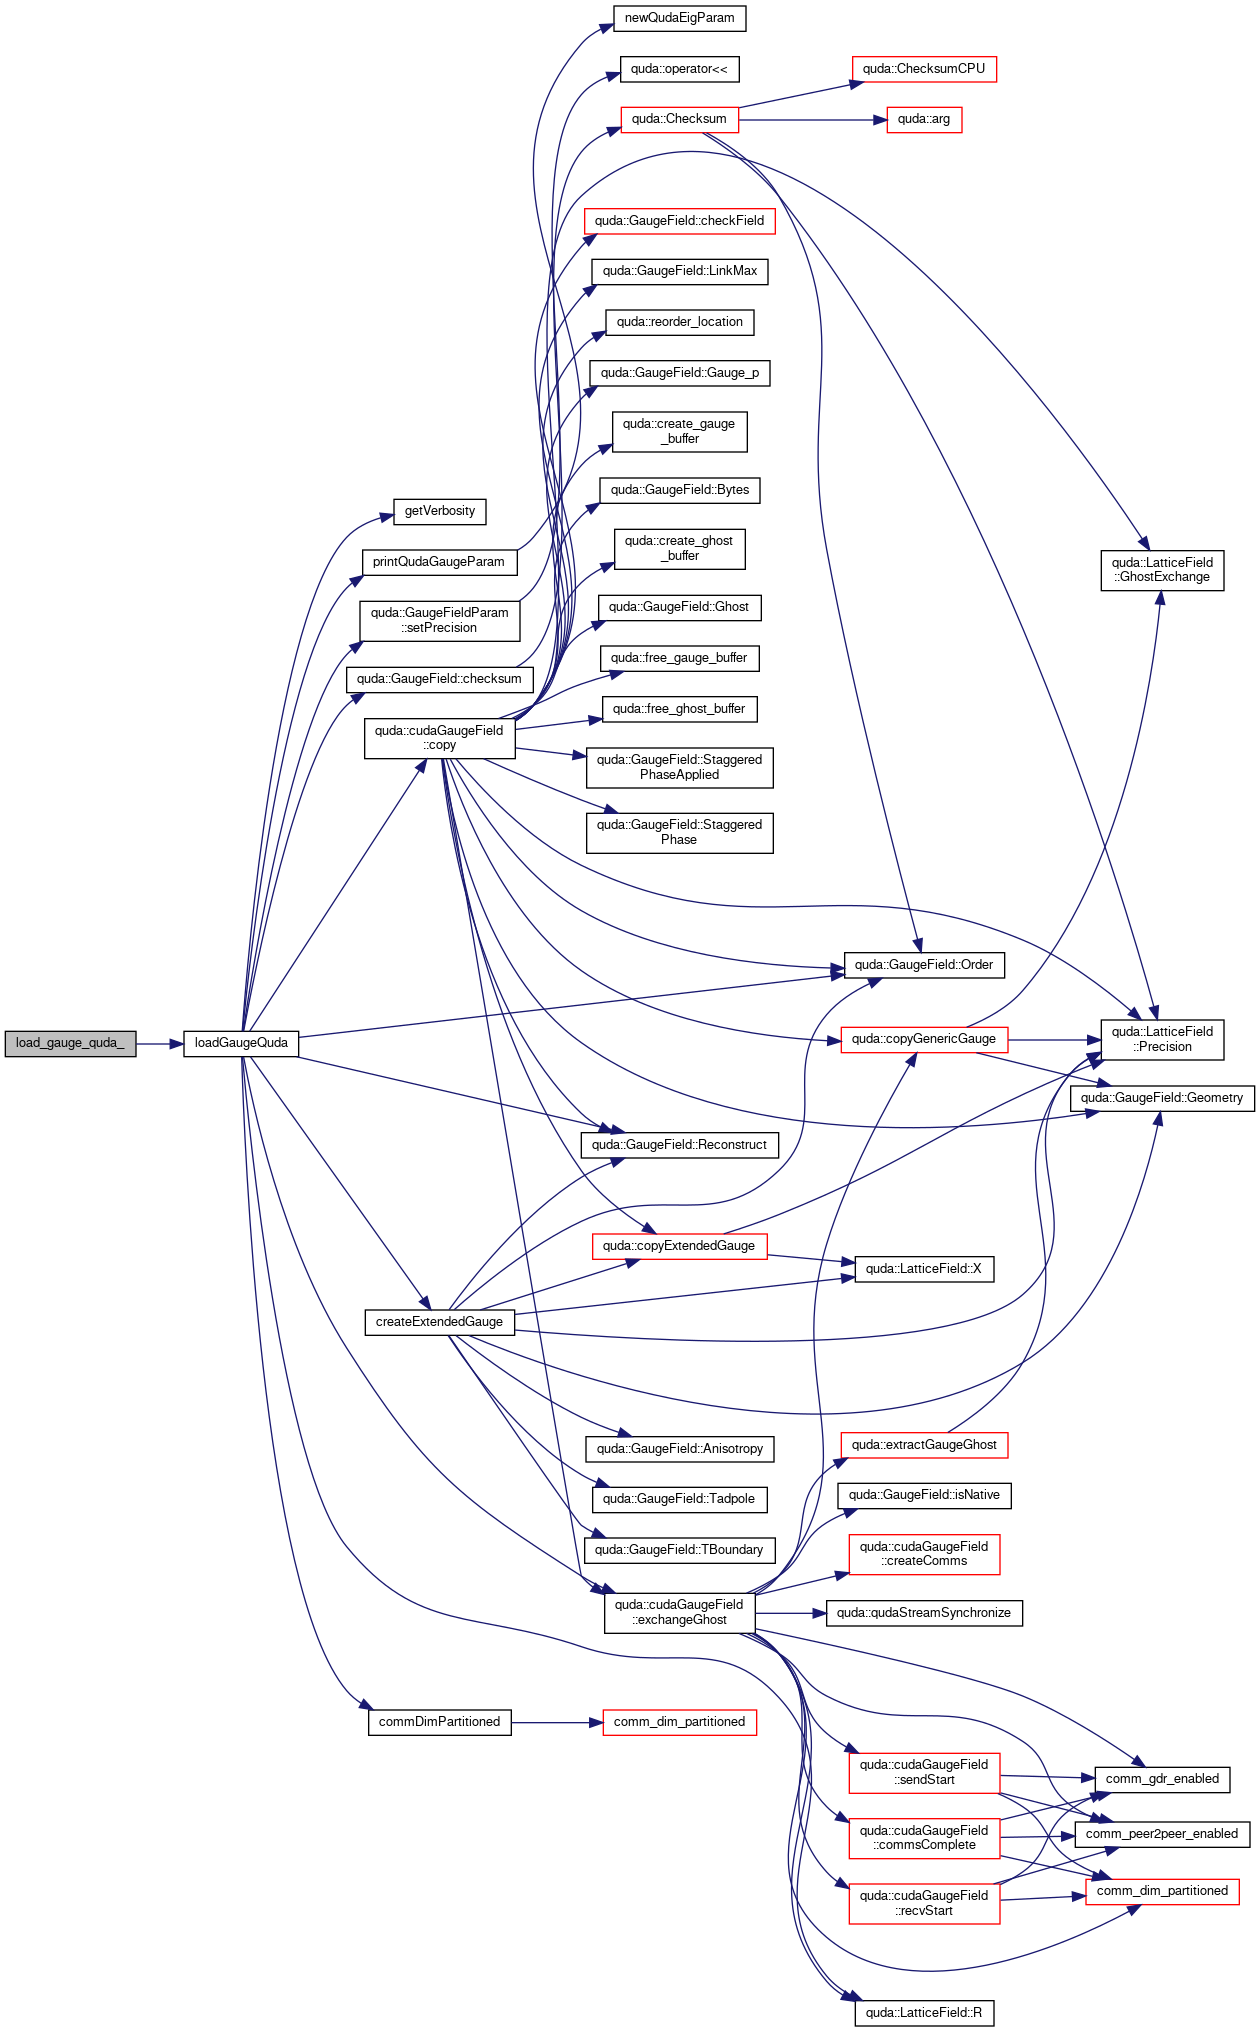 newQudaEigParam
quda::operator<<
quda::ChecksumCPU
quda::Checksum
quda::arg
quda::GaugeField::checkField
quda::GaugeField::LinkMax
quda::reorder_location
quda::GaugeField::Gauge_p
quda::create_gauge
_buffer
quda::GaugeField::Bytes
getVerbosity
quda::create_ghost
_buffer
printQudaGaugeParam
quda::LatticeField
::GhostExchange
quda::GaugeFieldParam
::setPrecision
quda::GaugeField::Ghost
quda::free_gauge_buffer
quda::GaugeField::checksum
quda::free_ghost_buffer
quda::cudaGaugeField
::copy
quda::GaugeField::Staggered
PhaseApplied
quda::GaugeField::Staggered
Phase
quda::GaugeField::Order
load_gauge_quda_
loadGaugeQuda
quda::copyGenericGauge
quda::LatticeField
::Precision
quda::GaugeField::Geometry
quda::GaugeField::Reconstruct
quda::copyExtendedGauge
quda::LatticeField::X
createExtendedGauge
quda::GaugeField::Anisotropy
quda::extractGaugeGhost
quda::GaugeField::Tadpole
quda::GaugeField::isNative
quda::GaugeField::TBoundary
quda::cudaGaugeField
::createComms
quda::cudaGaugeField
::exchangeGhost
quda::qudaStreamSynchronize
commDimPartitioned
comm_dim_partitioned
quda::cudaGaugeField
::sendStart
comm_gdr_enabled
quda::cudaGaugeField
::commsComplete
comm_peer2peer_enabled
quda::cudaGaugeField
::recvStart
comm_dim_partitioned
quda::LatticeField::R